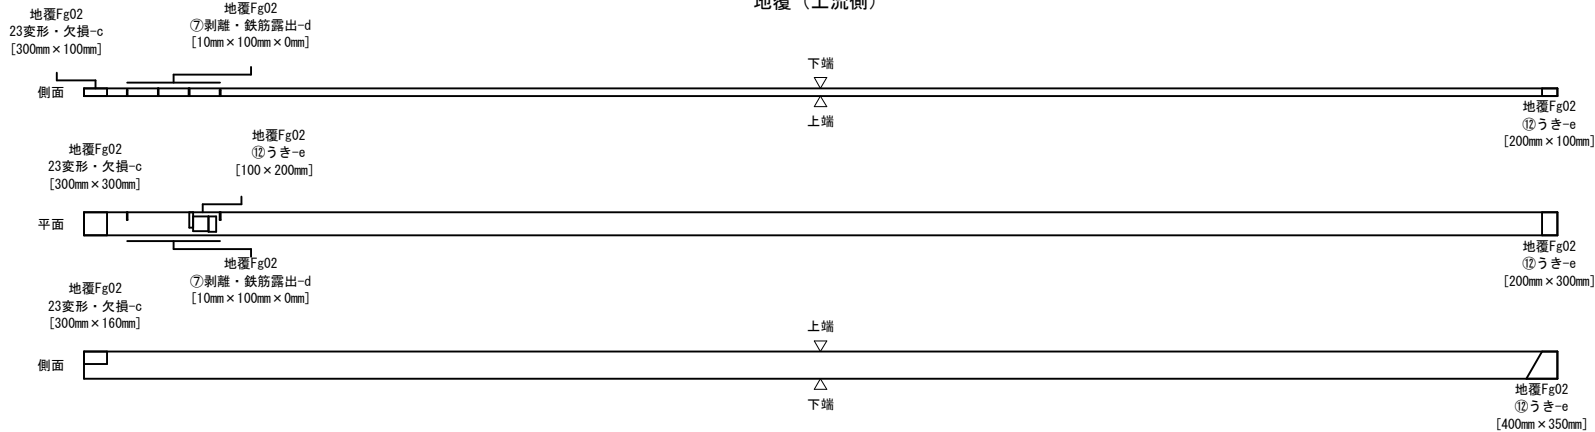 地覆（上流側）
地覆Fg02
23変形・欠損-c
[300mm×100mm]
地覆Fg02
⑦剥離・鉄筋露出-d
[10mm×100mm×0mm]
側面
下端
上端
地覆Fg02
⑫うき-e
[200mm×100mm]
地覆Fg02
23変形・欠損-c
[300mm×300mm]
地覆Fg02
⑫うき-e
[100×200mm]
平面
地覆Fg02
⑦剥離・鉄筋露出-d
[10mm×100mm×0mm]
地覆Fg02
⑫うき-e
[200mm×300mm]
地覆Fg02
23変形・欠損-c
[300mm×160mm]
側面
上端
下端
地覆Fg02
⑫うき-e
[400mm×350mm]